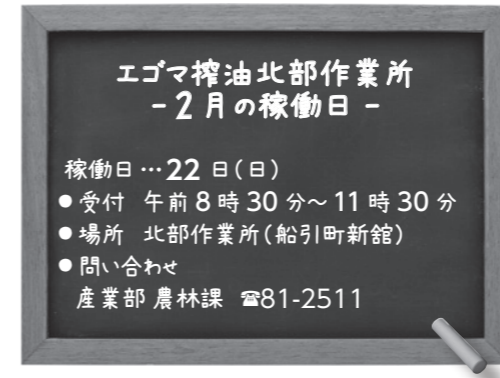 エゴマ搾油北部作業所
－2月の稼働日－
稼働日…22日(日)
●受付　午前8時30分～11時30分
●場所　北部作業所(船引町新舘)
●問い合わせ
産業部 農林課　☎81-2511